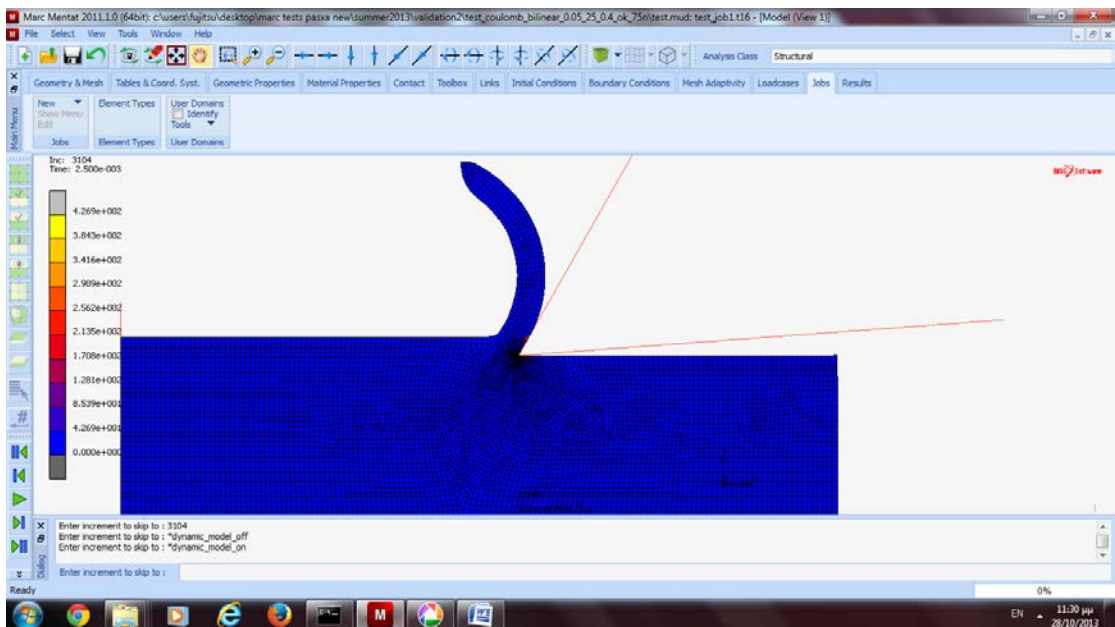 Marc Mentat 2011.1.0 (64bit): c:\users\fujitsu\desktop\marc tests pasxa new\summer2013\validation2\test_coulomb_bilinear_0.05_25_0.4_ok_75n\test.mud: test_job1.t16 - [Model (View 1)]
File Select View Tools Window Help
Analysis Class Structural
Geometry & Mesh Tables & Coord. Syst. Geometric Properties Material Properties Contact Toolbox Links Initial Conditions Boundary Conditions Mesh Adaptivity Loadcases Jobs Results
Main Menu
New Element Types User Domains
Show Menu Identify
Edit Tools
Jobs Element Types User Domains
Inc: 3104
Time: 2.500e-003
MSC Software
4.269e+002
3.843e+002
3.416e+002
2.989e+002
2.562e+002
2.135e+002
1.708e+002
1.281e+002
8.539e+001
4.269e+001
0.000e+000
1
Dialog
Enter increment to skip to : 3104
Enter increment to skip to : *dynamic_model_off
Enter increment to skip to : *dynamic_model_on
Enter increment to skip to :
Ready
0%
EN
11:30 μμ
28/10/2013